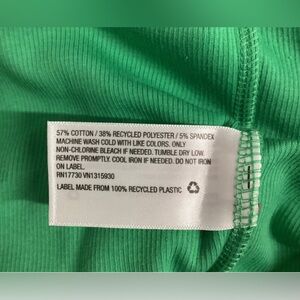 57% COTTON / 38% RECYCLED POLYESTER / 5% SPANDEX
MACHINE WASH COLD WITH LIKE COLORS. ONLY
NON-CHLORINE BLEACH IF NEEDED. TUMBLE DRY LOW
REMOVE PROMPTLY. COOL IRON IF NEEDED. DO NOT IRON
ON LABEL.
RN17730 VN1315930
LABEL MADE FROM 100% RECYCLED PLASTIC